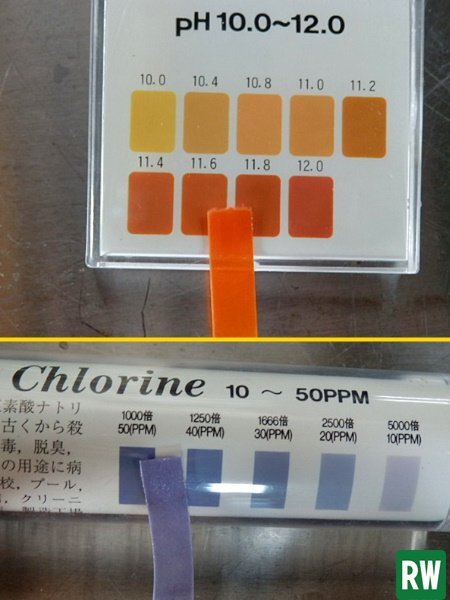 pH 10.0~12.0
10.0 10.4 10.8 11.0 11.2
11.4 11.6 11.8 12.0
Chlorine 10 ~ 50PPM
素酸ナトリ
古くから殺
毒，脱臭，
の用途に病
校，プール，
クリーニ
1000倍 1250倍 1666倍 2500倍 5000倍
50(PPM) 40(PPM) 30(PPM) 20(PPM) 10(PPM)
RW